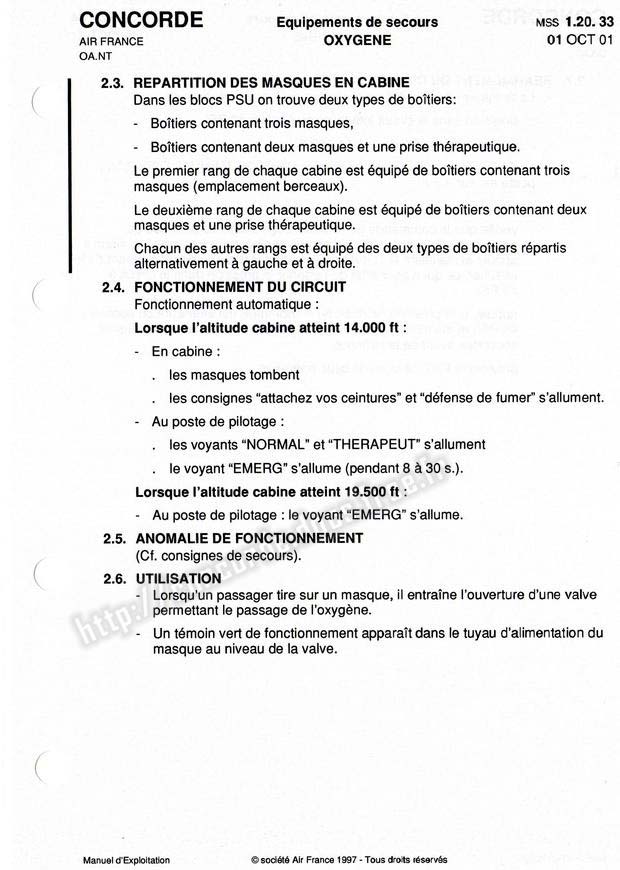 CONCORDE
Equipements de secours
MSS 1.20. 33
AIR FRANCE
OXYGENE
01 OCT 01
OA.NT
2.3. REPARTITION DES MASQUES EN CABINE
Dans les blocs PSU on trouve deux types de boîtiers:
- Boîtiers contenant trois masques,
- Boîtiers contenant deux masques et une prise thérapeutique.
Le premier rang de chaque cabine est équipé de boîtiers contenant trois
masques (emplacement berceaux).
Le deuxième rang de chaque cabine est équipé de boîtiers contenant deux
masques et une prise thérapeutique.
Chacun des autres rangs est équipé des deux types de boîtiers répartis
alternativement à gauche et à droite.
2.4. FONCTIONNEMENT DU CIRCUIT
Fonctionnement automatique :
Lorsque l'altitude cabine atteint 14.000 ft :
- En cabine :
. les masques tombent
. les consignes “attachez vos ceintures” et “défense de fumer” s'allument.
- Au poste de pilotage :
. les voyants “NORMAL” et “THERAPEUT” s'allument
. le voyant “EMERG” s'allume (pendant 8 à 30 s.).
Lorsque l'altitude cabine atteint 19.500 ft :
- Au poste de pilotage : le voyant “EMERG” s'allume.
2.5. ANOMALIE DE FONCTIONNEMENT
(Cf. consignes de secours).
2.6. UTILISATION
- Lorsqu'un passager tire sur un masque, il entraîne l'ouverture d'une valve
permettant le passage de l'oxygène.
- Un témoin vert de fonctionnement apparaît dans le tuyau d'alimentation du
masque au niveau de la valve.
Manuel d'Exploitation
© société Air France 1997 - Tous droits réservés